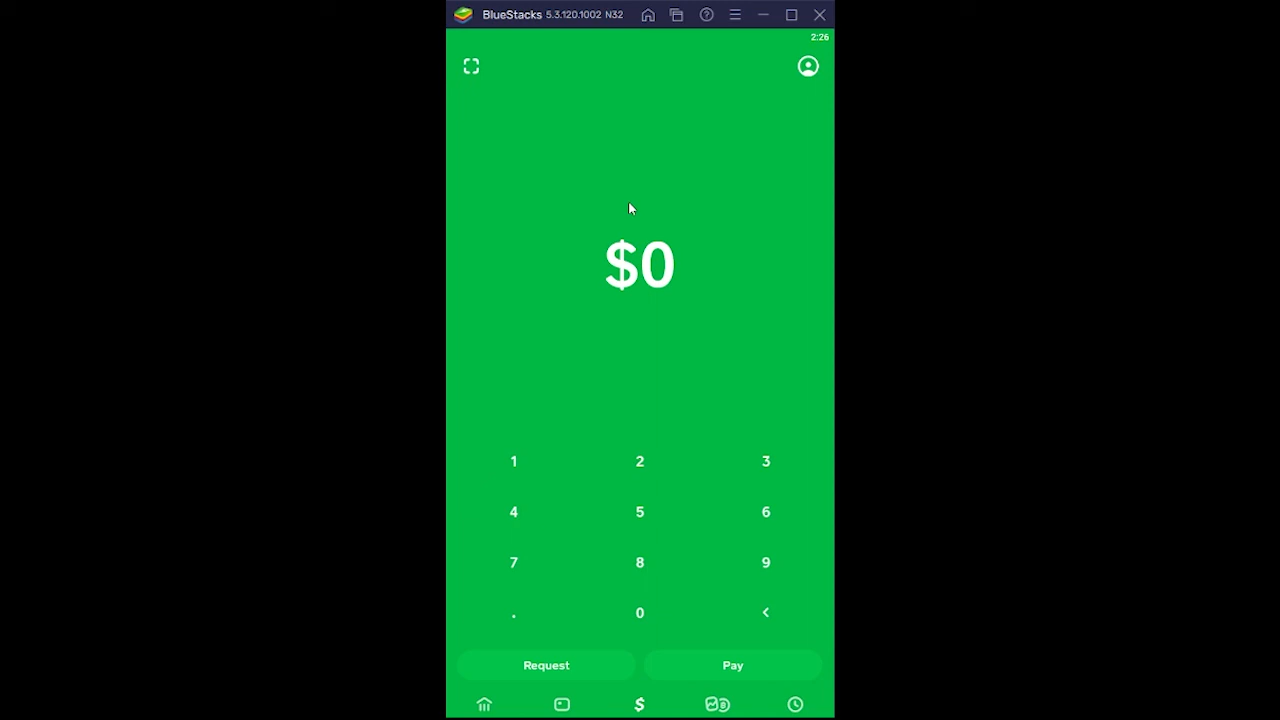 BlueStacks 5.3.120.1002 N32
2:26
$0
1 2 3
4 5 6
7 8 9
. 0 <
Request Pay
$